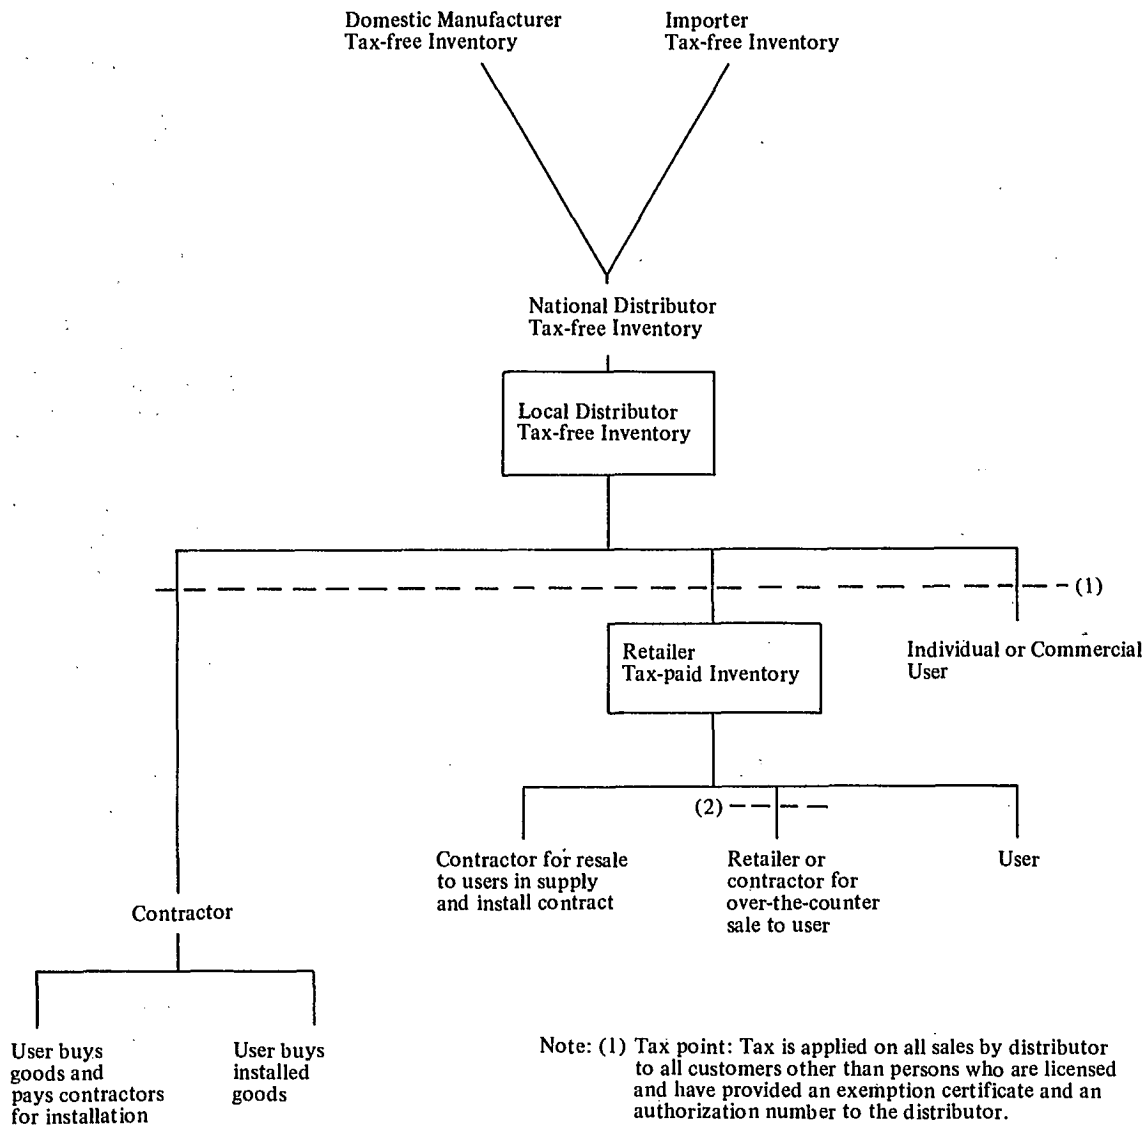 Domestic Manufacturer
Tax-free Inventory
Importer
Tax-free Inventory
National Distributor
Tax-free Inventory
Local Distributor
Tax-free Inventory
(1)
Retailer
Tax-paid Inventory
Individual or Commercial
User
(2)
Contractor for resale
to users in supply
and install contract
Retailer or
contractor for
over-the-counter
sale to user
User
Contractor
User buys
goods and
pays contractors
for installation
User buys
installed
goods
Note: (1) Tax point: Tax is applied on all sales by distributor
to all customers other than persons who are licensed
and have provided an exemption certificate and an
authorization number to the distributor.